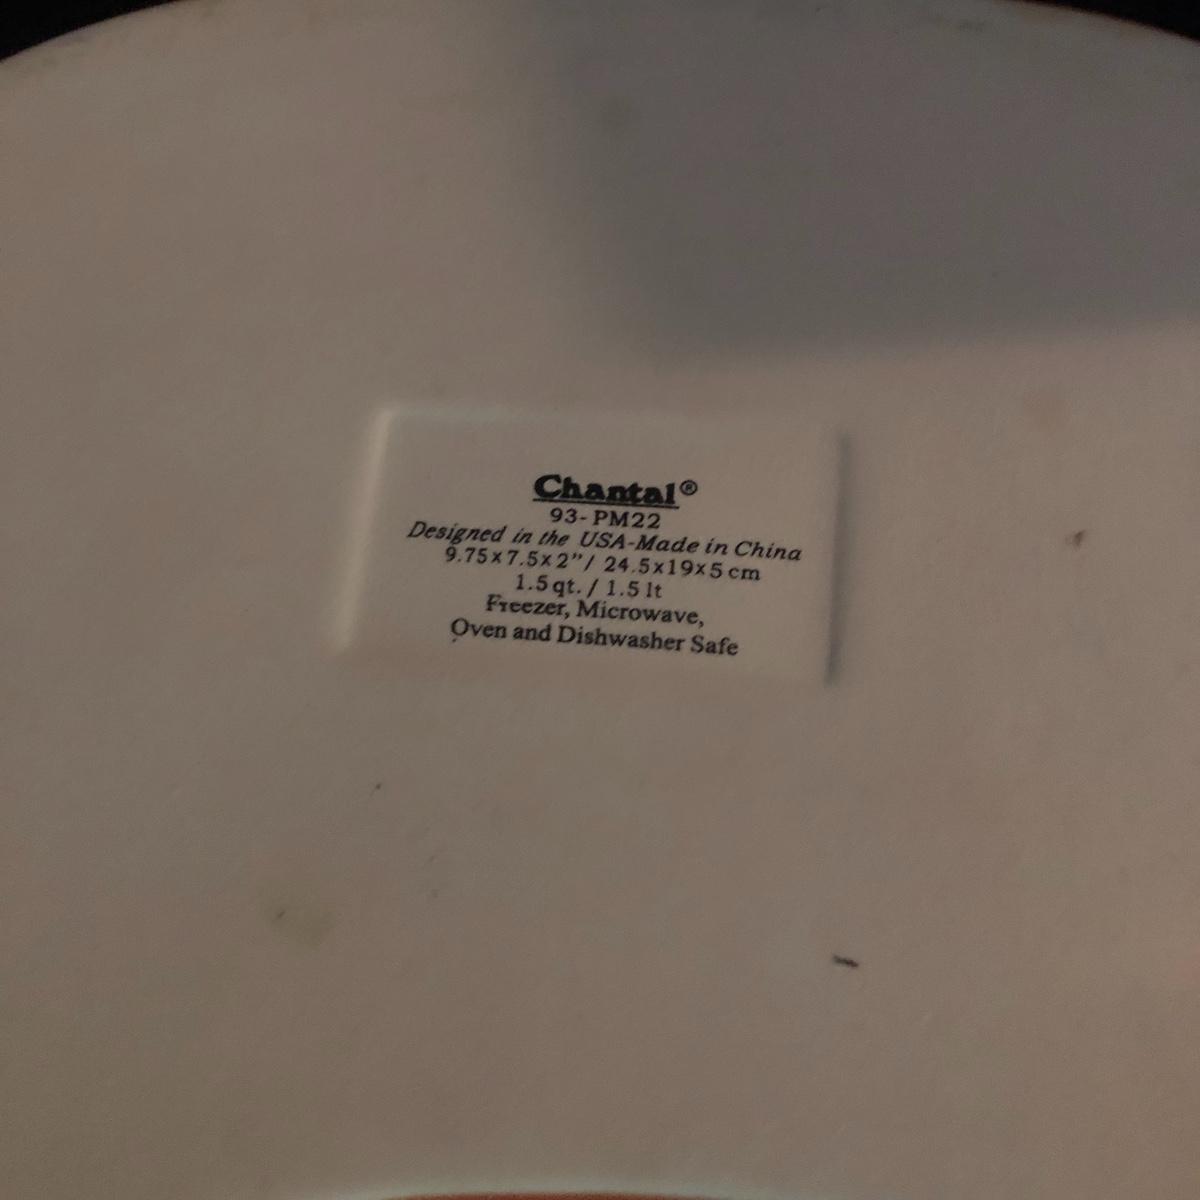 Chantal®
93-PM22
Designed in the USA-Made in China
9.75x7.5x2"/ 24.5x19x5 cm
1.5 qt. / 1.5 lt
Freezer, Microwave,
Oven and Dishwasher Safe